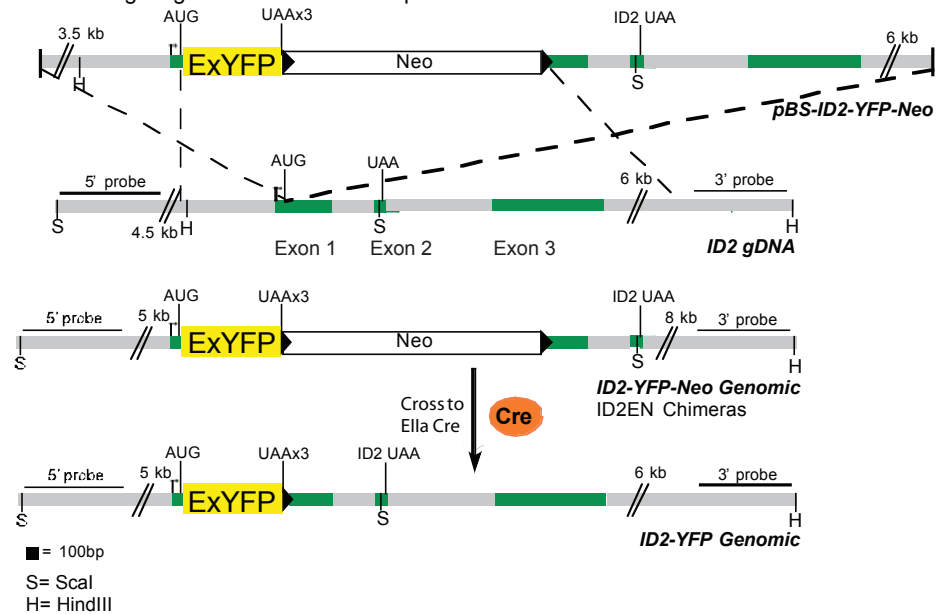 AUG UAAx3 ID2 UAA
3.5 kb 6 kb
ExYFP Neo
H S
pBS-ID2-YFP-Neo
AUG UAA
5' probe 6 kb 3' probe
S 4.5 kb H S H
Exon 1 Exon 2 Exon 3 ID2 gDNA
AUG UAAx3 ID2 UAA
5' probe 5 kb 8 kb 3' probe
ExYFP Neo
S S H
ID2-YFP-Neo Genomic
ID2EN Chimeras
Cross to
Ella Cre
Cre
AUG UAAx3 ID2 UAA
5' probe 5 kb 6 kb 3' probe
ExYFP
S S H
ID2-YFP Genomic
= 100bp
S= ScaI
H= HindIII